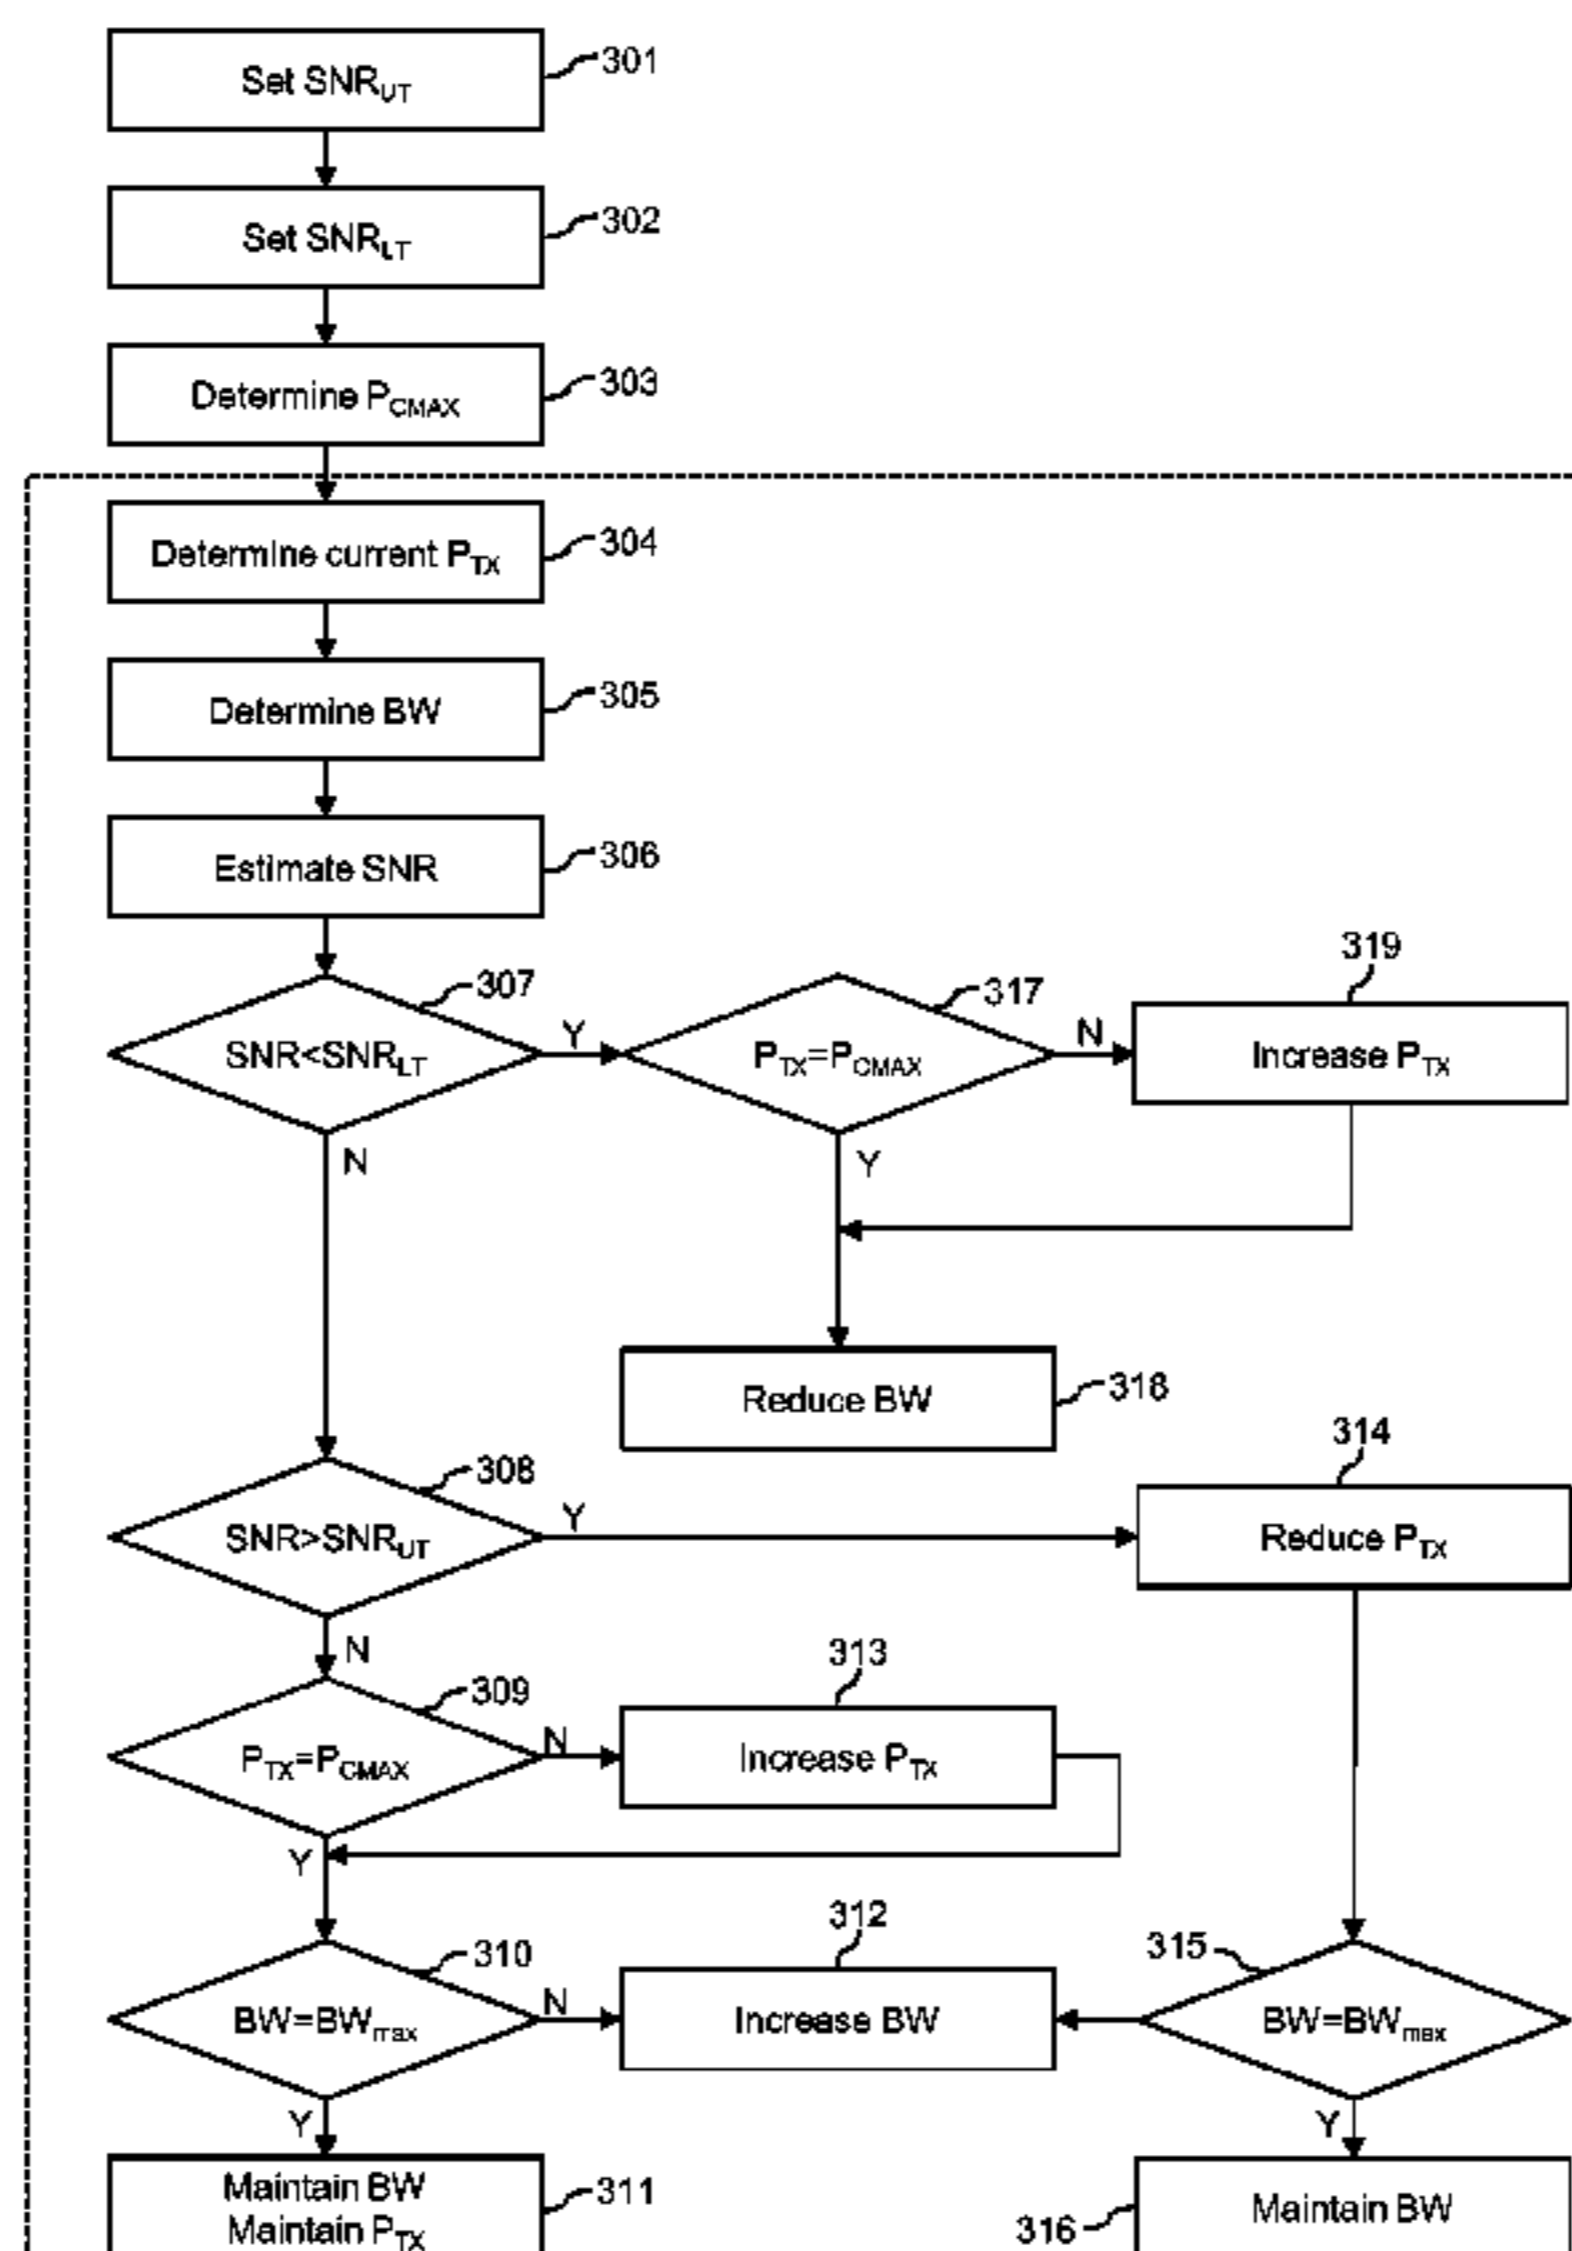 Set SNR_UT
301
Set SNR_LT
302
Determine P_CMAX
303
Determine current P_TX
304
Determine BW
305
Estimate SNR
306
SNR<SNR_LT
307
Y
N
P_TX=P_CMAX
317
N
Y
Increase P_TX
319
Reduce BW
318
SNR>SNR_UT
308
Y
N
Reduce P_TX
314
P_TX=P_CMAX
309
N
Y
Increase P_TX
313
BW=BW_max
310
N
Y
Increase BW
312
BW=BW_max
315
Y
Maintain BW
Maintain P_TX
311
Maintain BW
316